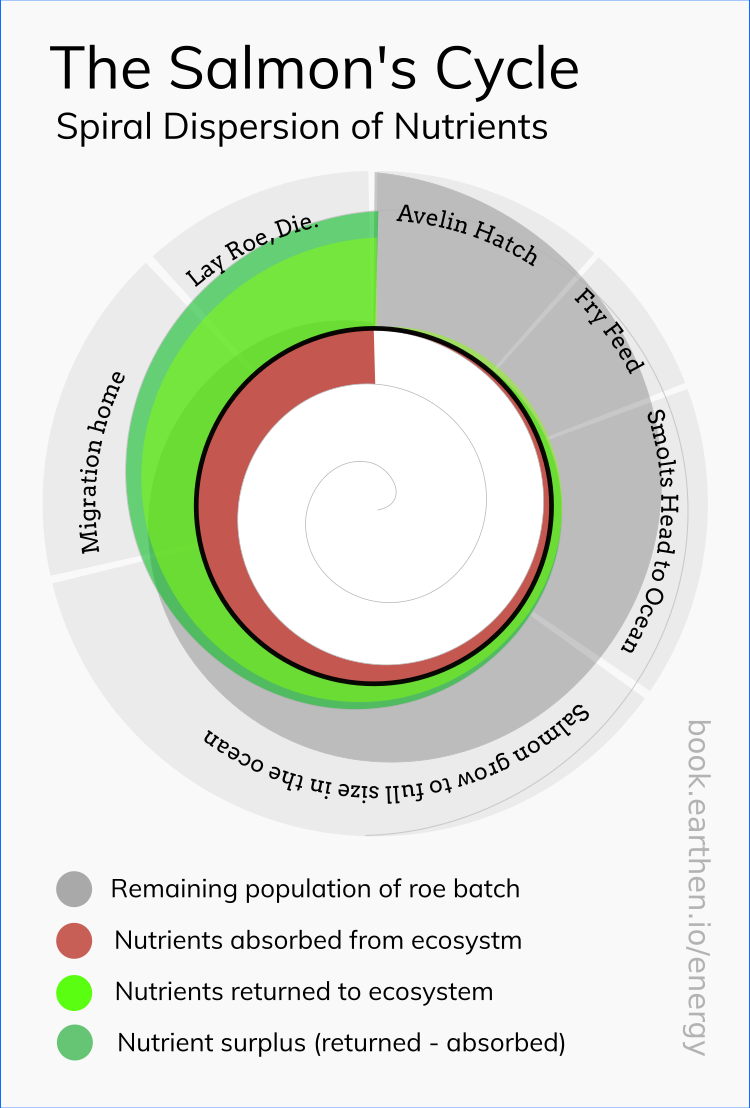 The Salmon's Cycle
Spiral Dispersion of Nutrients
Lay Roe,Die.
Avelin Hatch
Fry Feed
Smolts Head to Ocean
Salmon grow to full size in the ocean
Migration home
Remaining population of roe batch
Nutrients absorbed from ecosystm
Nutrients returned to ecosystem
Nutrient surplus (returned - absorbed)
book.earthen.io/energy